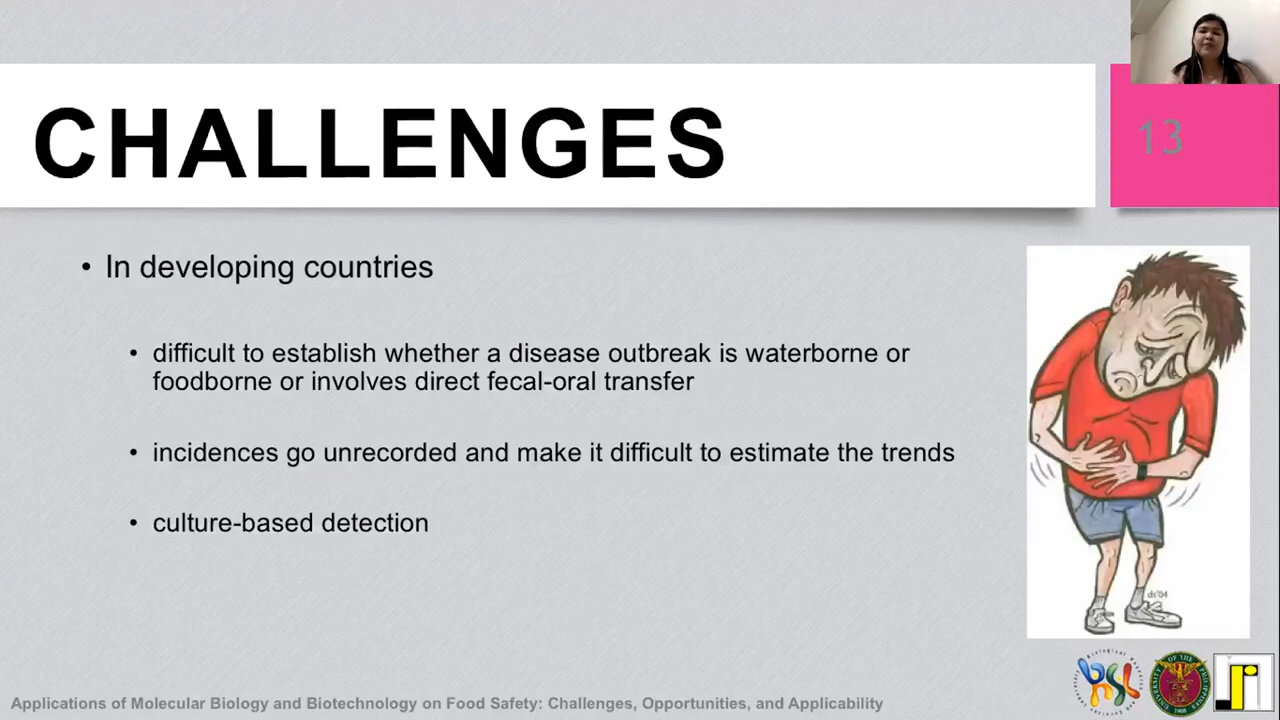 CHALLENGES
13
• In developing countries
• difficult to establish whether a disease outbreak is waterborne or
foodborne or involves direct fecal-oral transfer
• incidences go unrecorded and make it difficult to estimate the trends
• culture-based detection
ds'04
Applications of Molecular Biology and Biotechnology on Food Safety: Challenges, Opportunities, and Applicability